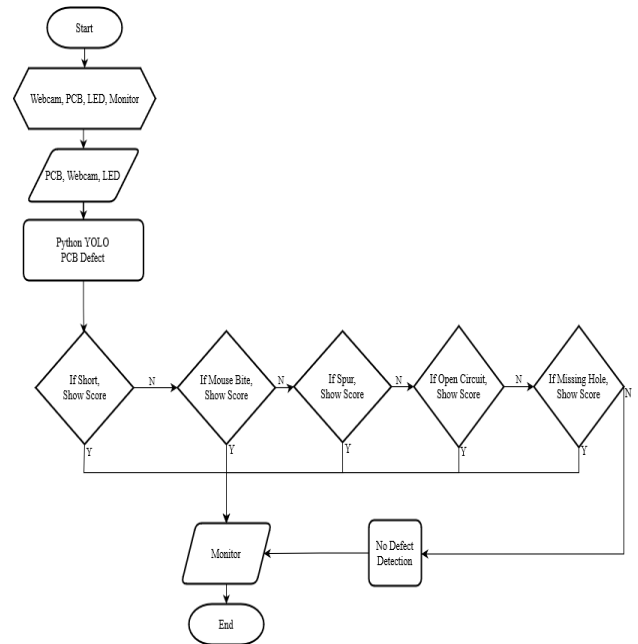 Start
Webcam, PCB, LED, Monitor
PCB, Webcam, LED
Python YOLO
PCB Defect
If Short,
Show Score
N
If Mouse Bite,
Show Score
N
If Spur,
Show Score
N
If Open Circuit,
Show Score
N
If Missing Hole,
Show Score
N
Y
Y
Y
Y
Y
Monitor
No Defect
Detection
End